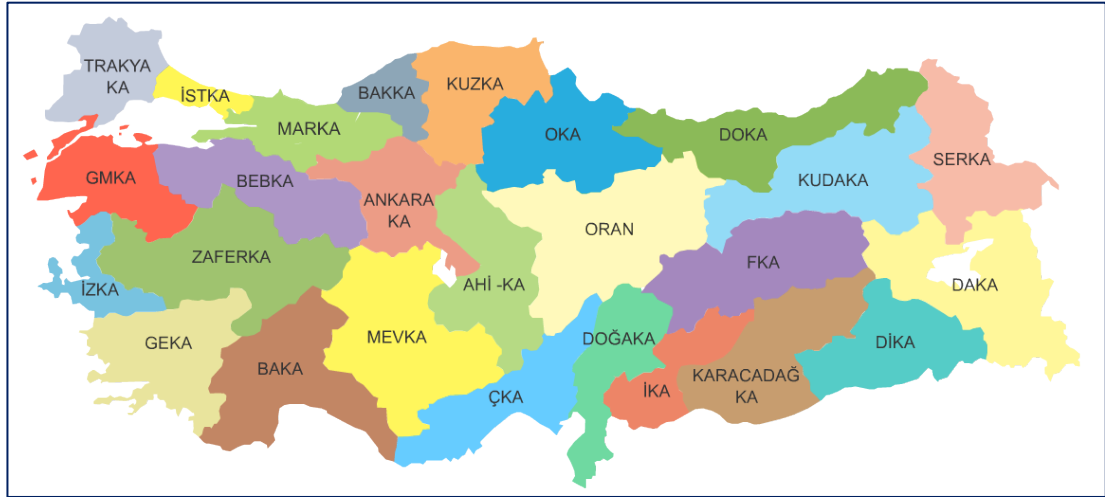 TRAKYA
KA
İSTKA
BAKKA
KUZKA
MARKA
OKA
DOKA
SERKA
GMKA
BEBKA
ANKARA
KA
KUDAKA
ZAFERKA
ORAN
FKA
İZKA
AHİ -KA
DAKA
GEKA
MEVKA
DOĞAKA
DİKA
BAKA
KARACADAĞ
KA
İKA
ÇKA